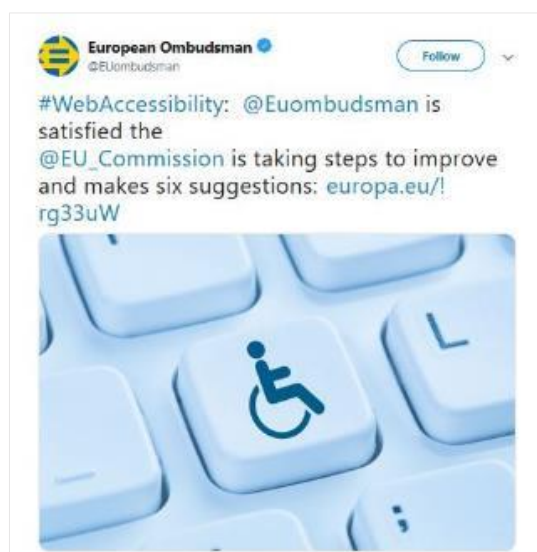 European Ombudsman
@EUombudsman
Follow
#WebAccessibility: @Euombudsman is
satisfied the
@EU_Commission is taking steps to improve
and makes six suggestions: europa.eu/!
rg33uW
L
;